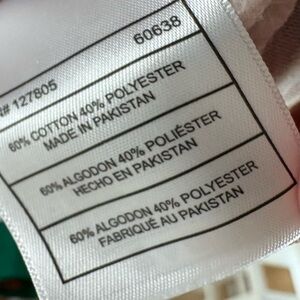 # 127805 60638
60% COTTON 40% POLYESTER
MADE IN PAKISTAN
60% ALGODON 40% POLIÉSTER
HECHO EN PAKISTAN
60% ALGODON 40% POLYESTER
FABRIQUE AU PAKISTAN